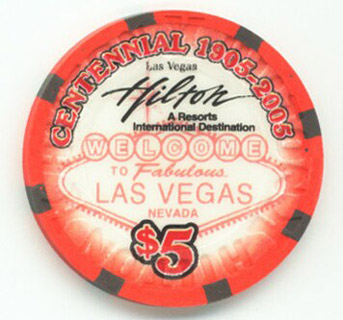 CENTENNIAL 1905-2005
Las Vegas
Hilton
A Resorts
International Destination
WELCOME
TO Fabulous
LAS VEGAS
NEVADA
$5